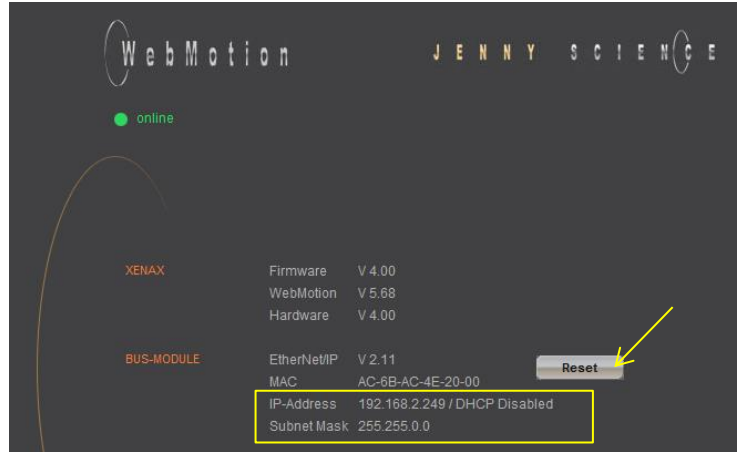 WebMotion JENNY SCIENCE
online
XENAX Firmware V 4.00
WebMotion V 5.68
Hardware V 4.00
BUS-MODULE EtherNet/IP V 2.11 Reset
MAC AC-6B-AC-4E-20-00
IP-Address 192.168.2.249 / DHCP Disabled
Subnet Mask 255.255.0.0